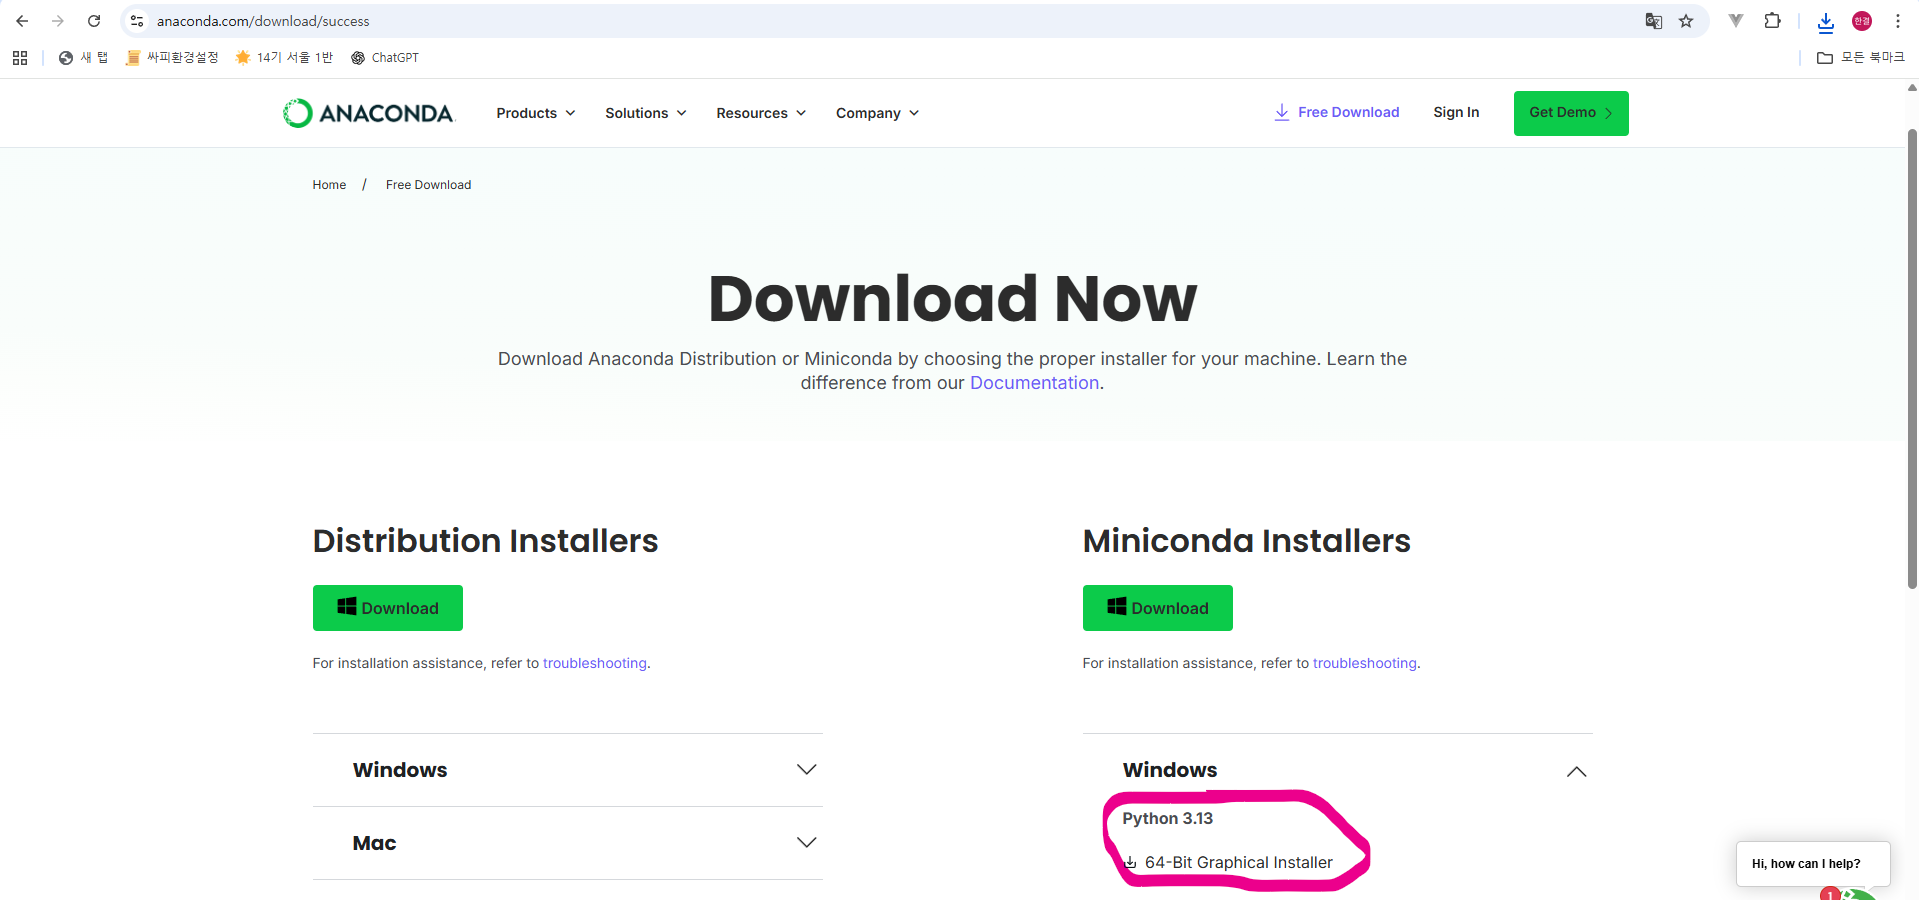 anaconda.com/download/success
한결
새 탭
싸피환경설정
14기 서울 1반
ChatGPT
모든 북마크
ANACONDA
Products
Solutions
Resources
Company
Free Download
Sign In
Get Demo
Home / Free Download
Download Now
Download Anaconda Distribution or Miniconda by choosing the proper installer for your machine. Learn the
difference from our Documentation.
Distribution Installers
Download
For installation assistance, refer to troubleshooting.
Windows
Mac
Miniconda Installers
Download
For installation assistance, refer to troubleshooting.
Windows
Python 3.13
64-Bit Graphical Installer
Hi, how can I help?
1